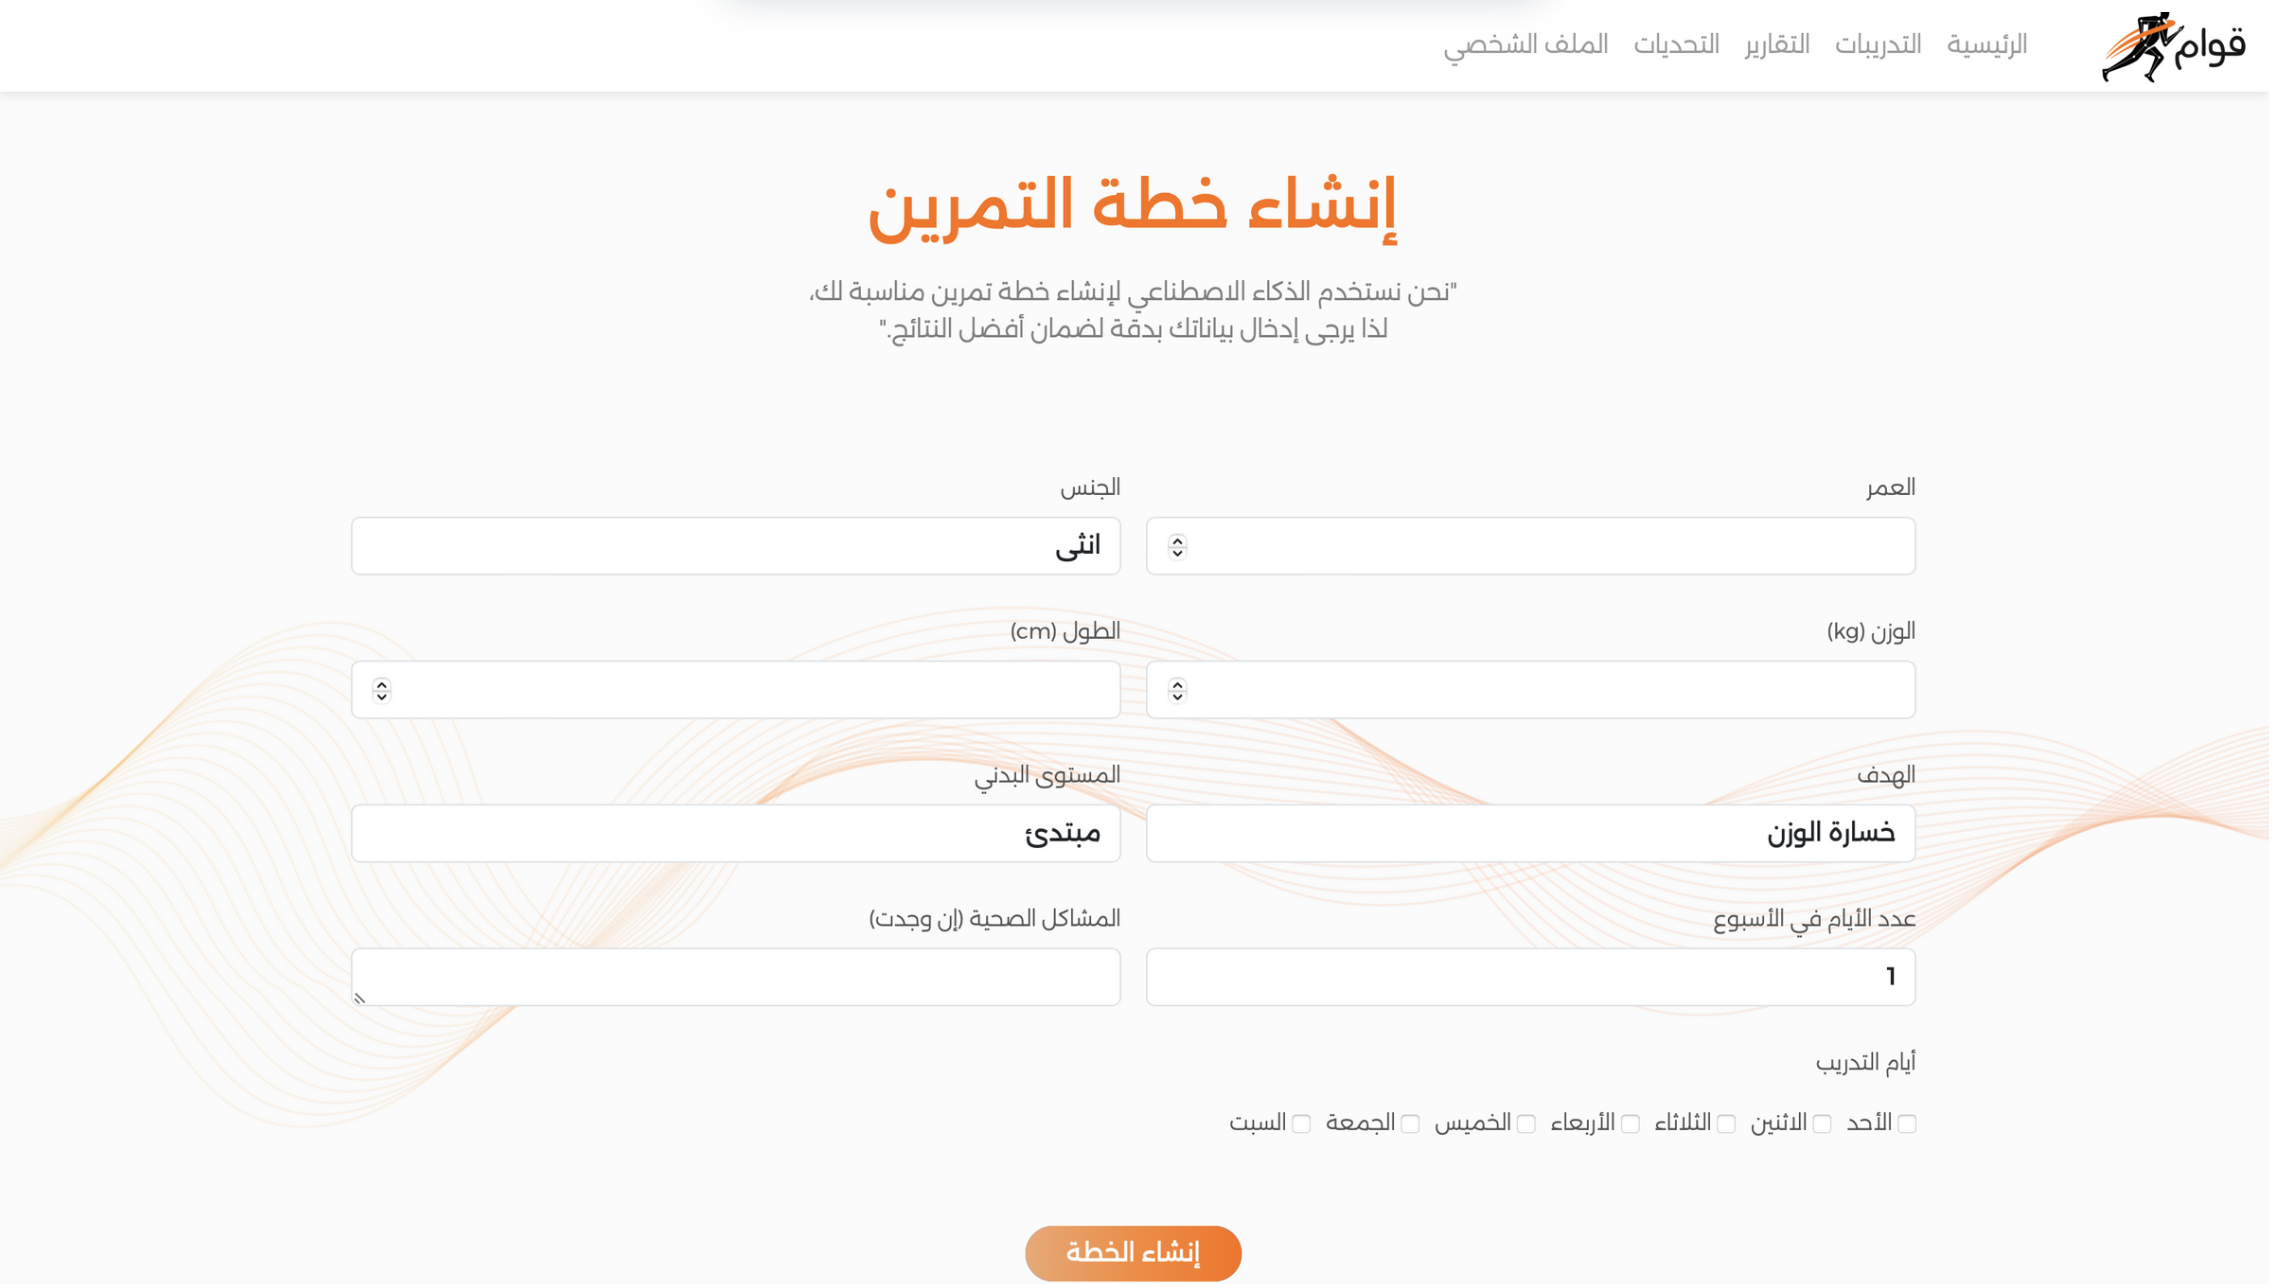 قوام
الرئيسية التدريبات التقارير التحديات الملف الشخصي
إنشاء خطة التمرين
"نحن نستخدم الذكاء الاصطناعي لإنشاء خطة تمرين مناسبة لك،
لذا يرجى إدخال بياناتك بدقة لضمان أفضل النتائج."
العمر
الجنس
انثى
الوزن (kg)
الطول (cm)
الهدف
خسارة الوزن
المستوى البدني
مبتدئ
عدد الأيام في الأسبوع
1
المشاكل الصحية (إن وجدت)
أيام التدريب
الأحد الاثنين الثلاثاء الأربعاء الخميس الجمعة السبت
إنشاء الخطة